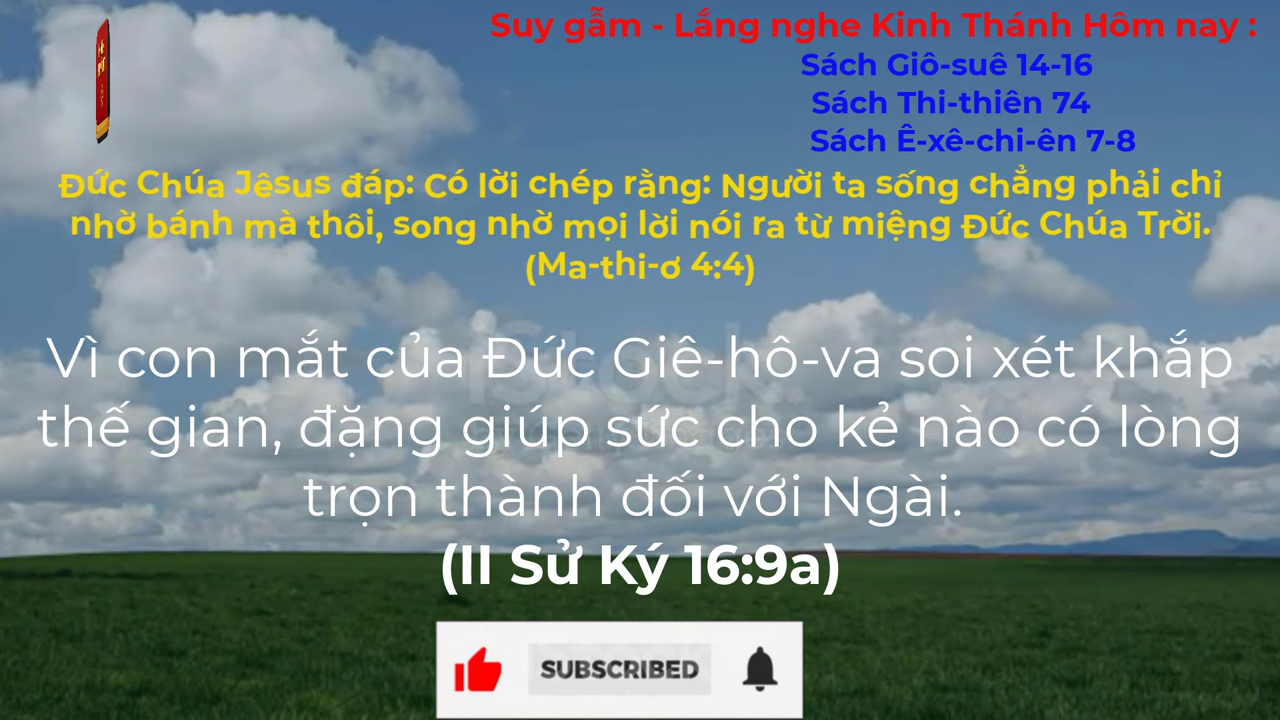 Suy gẫm - Lắng nghe Kinh Thánh Hôm nay :
Sách Giô-suê 14-16
Sách Thi-thiên 74
Sách Ê-xê-chi-ên 7-8
Đức Chúa Jêsus đáp: Có lời chép rằng: Người ta sống chẳng phải chỉ
nhờ bánh mà thôi, song nhờ mọi lời nói ra từ miệng Đức Chúa Trời.
(Ma-thi-ơ 4:4)
iStock
Vì con mắt của Đức Giê-hô-va soi xét khắp
thế gian, đặng giúp sức cho kẻ nào có lòng
trọn thành đối với Ngài.
(II Sử Ký 16:9a)
SUBSCRIBED